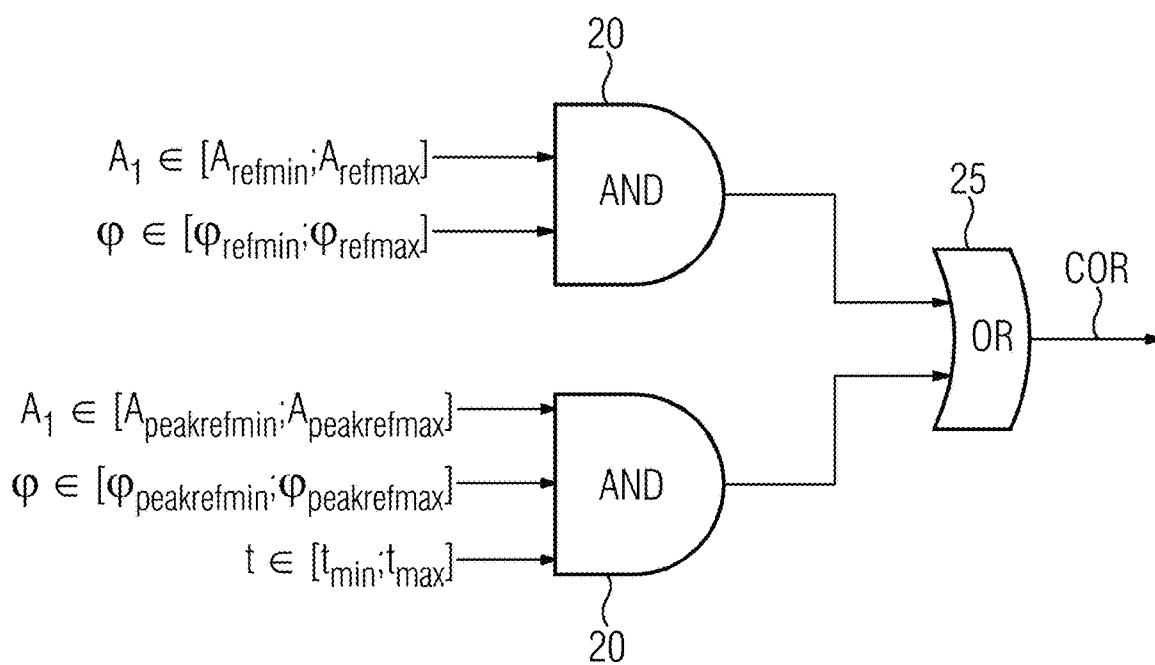 20
A₁ ∈ [A_refmin;A_refmax]
AND
φ ∈ [φ_refmin;φ_refmax]
25
COR
OR
A₁ ∈ [A_peakrefmin;A_peakrefmax]
φ ∈ [φ_peakrefmin;φ_peakrefmax]
AND
t ∈ [t_min;t_max]
20